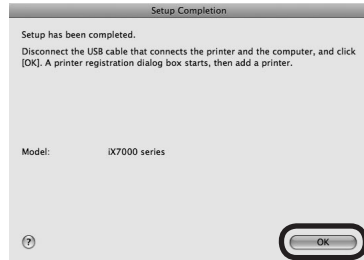 Setup Completion
Setup has been completed.
Disconnect the USB cable that connects the printer and the computer, and click
[OK]. A printer registration dialog box starts, then add a printer.
Model: iX7000 series
?
OK